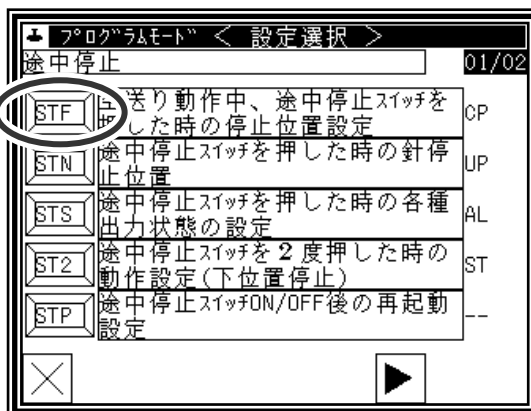 プログラムモード < 設定選択 >
途中停止 01/02
STF 送り動作中、途中停止スイッチを
した時の停止位置設定 CP
STN 途中停止スイッチを押した時の針停
止位置 UP
STS 途中停止スイッチを押した時の各種
出力状態の設定 AL
ST2 途中停止スイッチを2度押した時の
動作設定(下位置停止) ST
STP 途中停止スイッチON/OFF後の再起動
設定 --